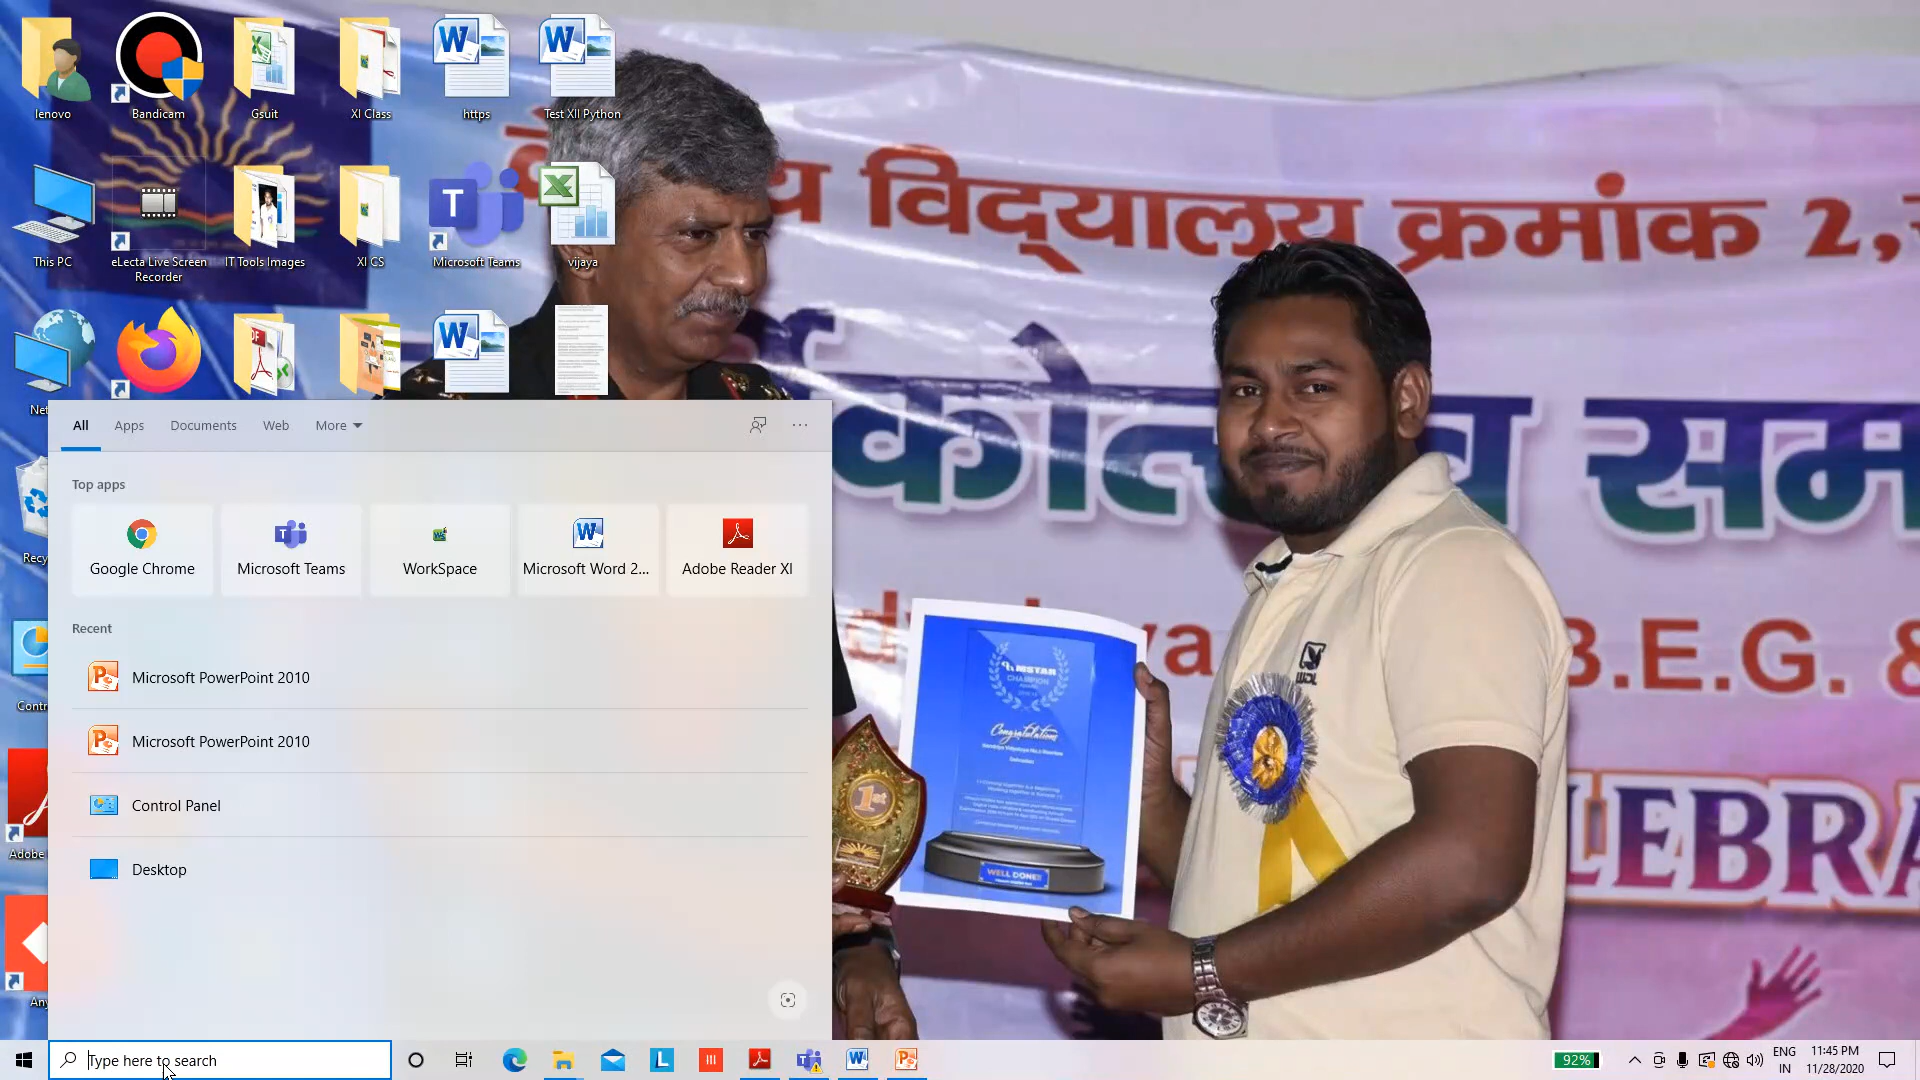 lenovo
Bandicam
Gsuit
XI Class
https
Test XII Python
This PC
eLecta Live Screen
Recorder
IT Tools Images
XI CS
Microsoft Teams
vijaya
विद्यालय क्रमांक 2,
All
Apps
Documents
Web
More
Top apps
Google Chrome
Microsoft Teams
WorkSpace
Microsoft Word 2...
Adobe Reader XI
Recent
Microsoft PowerPoint 2010
Microsoft PowerPoint 2010
Control Panel
Desktop
B.E.G. &
CHAMPION
Congratulations
WELL DONE!!
1st
Type here to search
92%
ENG
IN
11:45 PM
11/28/2020